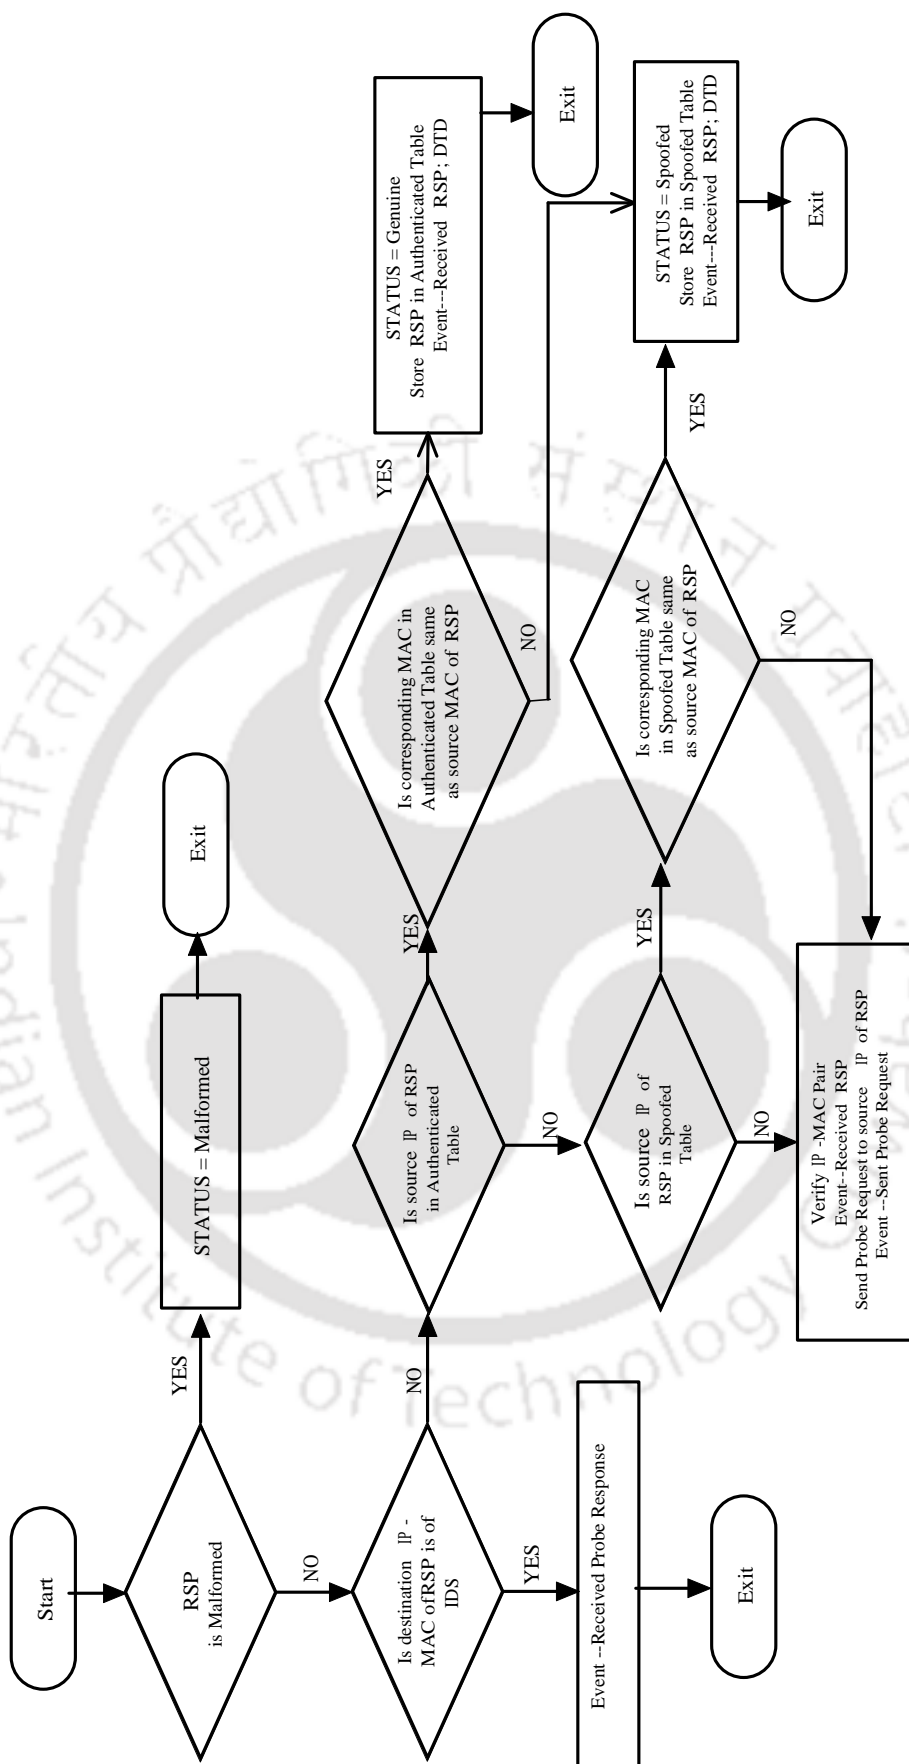 Start
RSP
is Malformed
YES
STATUS = Malformed
Exit
NO
Is destination IP -
MAC ofRSP is of
IDS
YES
Event --Received Probe Response
Exit
NO
Is source IP of RSP
in Authenticated
Table
YES
Is corresponding MAC in
Authenticated Table same
as source MAC of RSP
YES
STATUS = Genuine
Store RSP in Authenticated Table
Event---Received RSP; DTD
Exit
NO
NO
Is source IP of
RSP in Spoofed
Table
YES
Is corresponding MAC
in Spoofed Table same
as source MAC of RSP
YES
STATUS = Spoofed
Store RSP in Spoofed Table
Event---Received RSP; DTD
Exit
NO
NO
Verify IP -MAC Pair
Event--Received RSP
Send Probe Request to source IP of RSP
Event --Sent Probe Request
Indian Institute of Technology